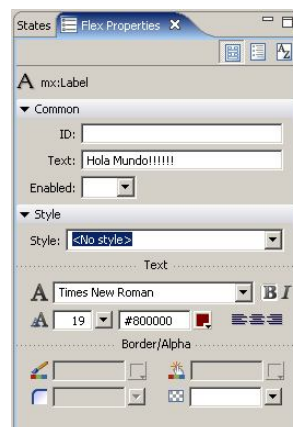 States Flex Properties
A mx:Label
Common
ID:
Text: Hola Mundo!!!!!!
Enabled:
Style
Style: <No style>
Text
A Times New Roman B I
A 19 #800000
Border/Alpha